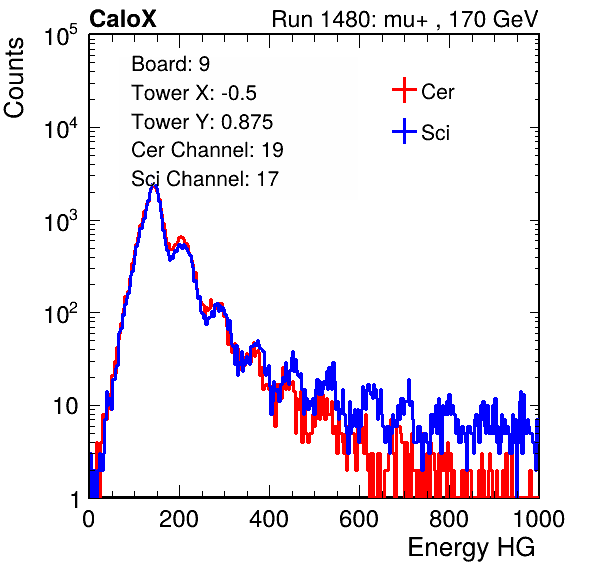 CaloX Run 1480: mu+ , 170 GeV
Counts
Board: 9
Tower X: -0.5
Tower Y: 0.875
Cer Channel: 19
Sci Channel: 17
Cer
Sci
10^5
10^4
10^3
10^2
10
1
0 200 400 600 800 1000
Energy HG